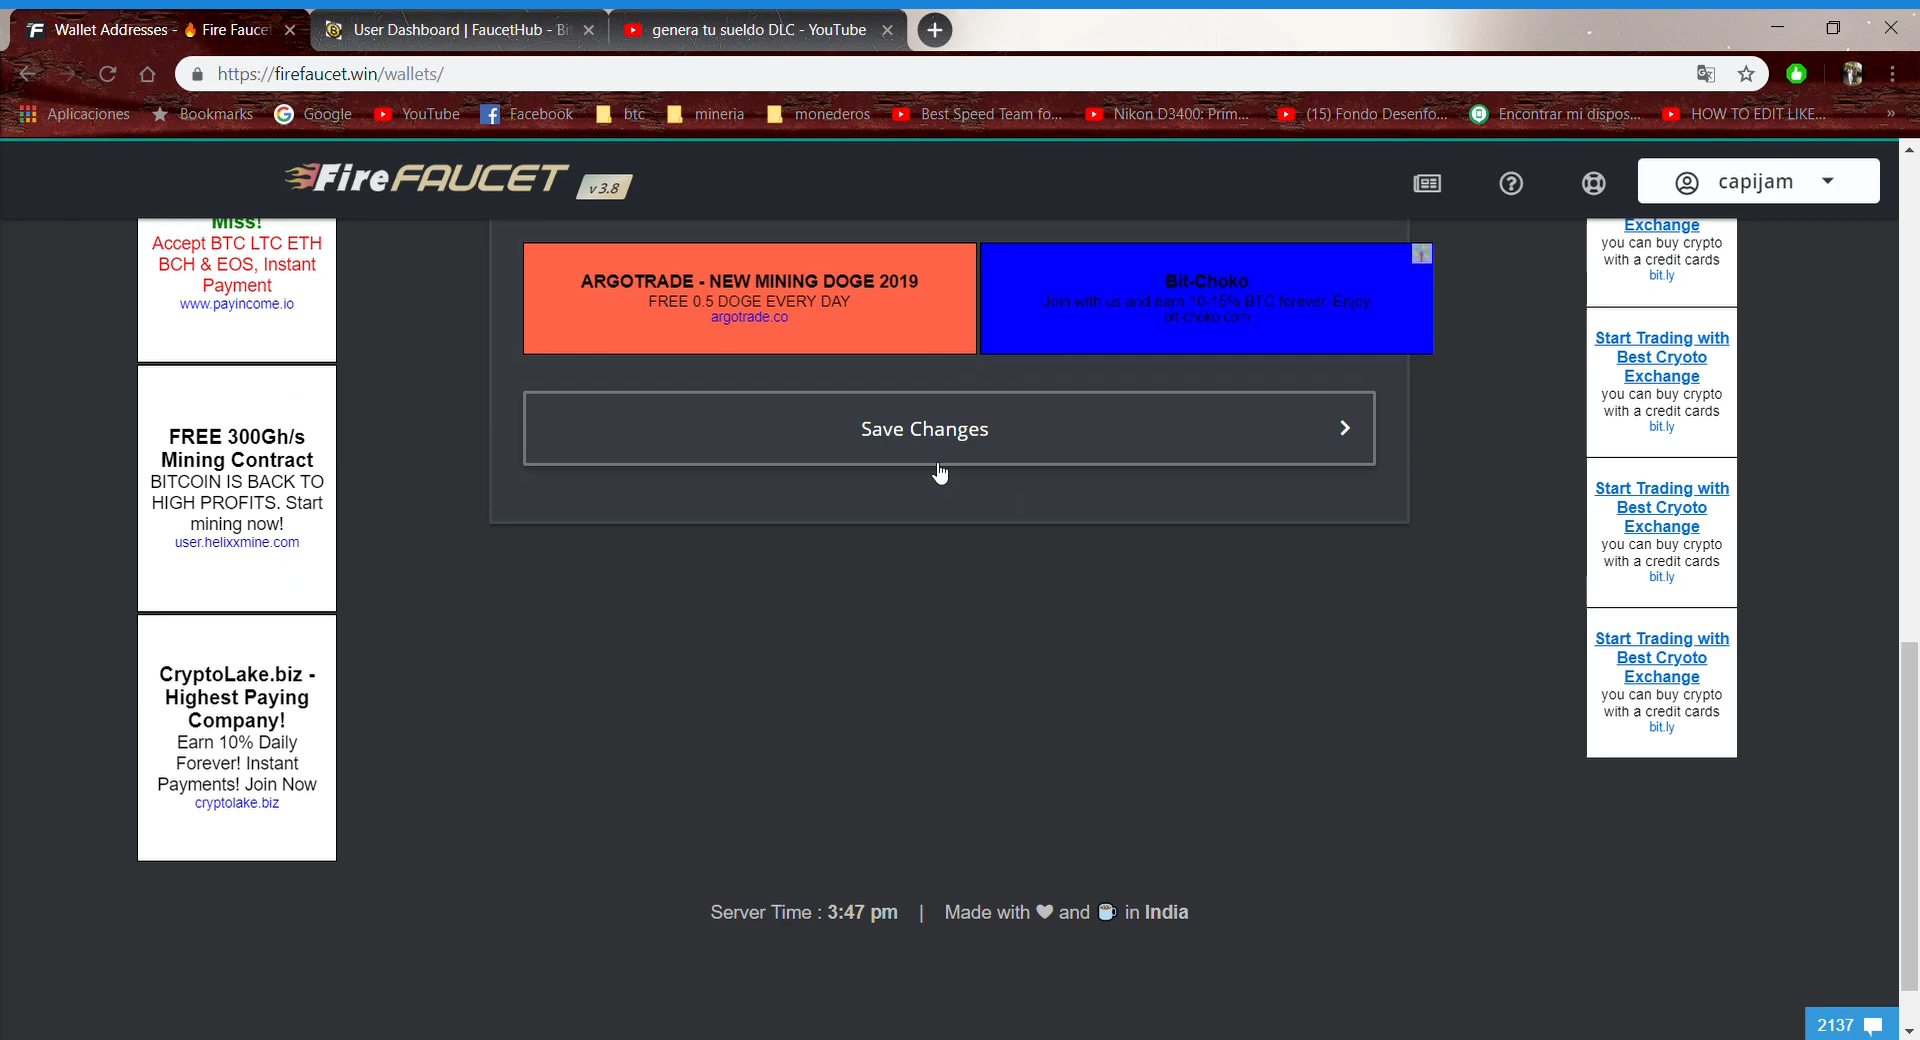 Wallet Addresses - 🔥 Fire Fauce
User Dashboard | FaucetHub - Bi
genera tu sueldo DLC - YouTube
https://firefaucet.win/wallets/
Aplicaciones
Bookmarks
Google
YouTube
Facebook
btc
mineria
monederos
Best Speed Team fo...
Nikon D3400: Prim...
(15) Fondo Desenfo...
Encontrar mi dispos...
HOW TO EDIT LIKE...
»
FireFAUCET v 3.8
capijam
Miss!
Accept BTC LTC ETH
BCH & EOS, Instant
Payment
www.payincome.io
FREE 300Gh/s
Mining Contract
BITCOIN IS BACK TO
HIGH PROFITS. Start
mining now!
user.helixxmine.com
CryptoLake.biz -
Highest Paying
Company!
Earn 10% Daily
Forever! Instant
Payments! Join Now
cryptolake.biz
ARGOTRADE - NEW MINING DOGE 2019
FREE 0.5 DOGE EVERY DAY
argotrade.co
Bit-Choko
Join with us and earn 10-15% BTC forever. Enjoy
bit-choko.com
Save Changes
Exchange
you can buy crypto
with a credit cards
bit.ly
Start Trading with
Best Cryoto
Exchange
you can buy crypto
with a credit cards
bit.ly
Start Trading with
Best Cryoto
Exchange
you can buy crypto
with a credit cards
bit.ly
Start Trading with
Best Cryoto
Exchange
you can buy crypto
with a credit cards
bit.ly
Server Time : 3:47 pm | Made with ♥ and ☕ in India
2137